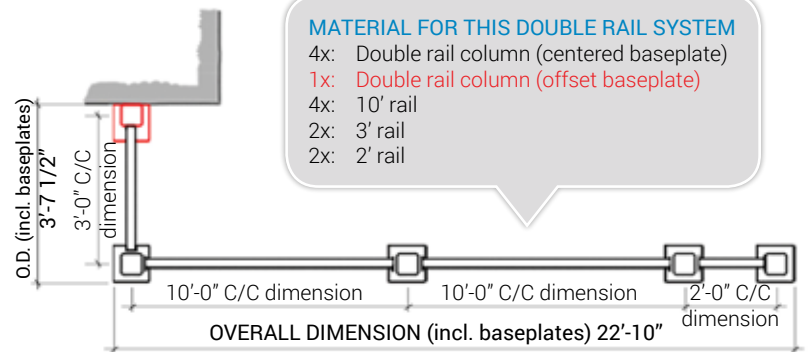 MATERIAL FOR THIS DOUBLE RAIL SYSTEM
4x: Double rail column (centered baseplate)
1x: Double rail column (offset baseplate)
4x: 10’ rail
2x: 3’ rail
2x: 2’ rail
O.D. (incl. baseplates)
3’-7 1/2”
3’-0” C/C
dimension
10’-0” C/C dimension
10’-0” C/C dimension
2’-0” C/C
dimension
OVERALL DIMENSION (incl. baseplates) 22’-10”